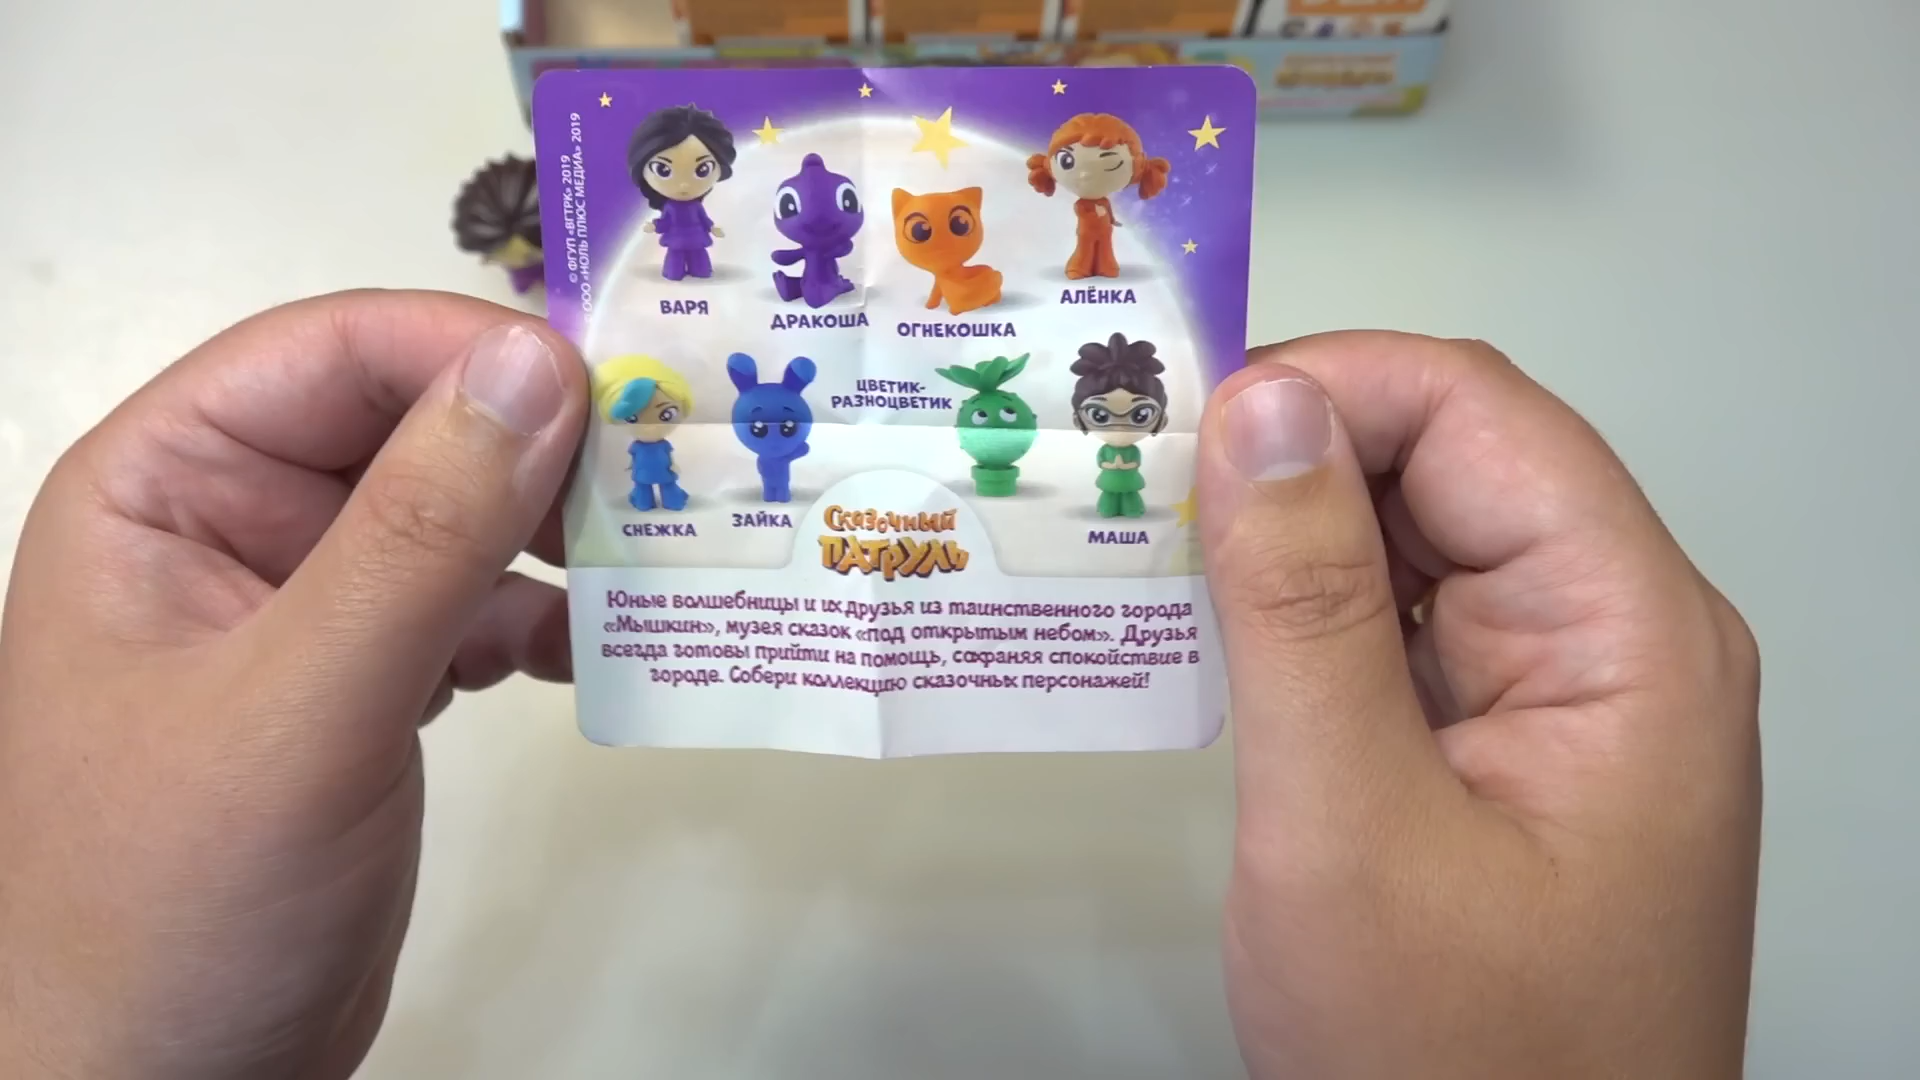 © ФГУП «ВГТРК» 2019
ООО «НОЛЬ ПЛЮС МЕДИА» 2019
ВАРЯ
ДРАКОША
ОГНЕКОШКА
АЛЁНКА
СНЕЖКА
ЗАЙКА
ЦВЕТИК-
РАЗНОЦВЕТИК
МАША
Сказочный
ПАТРУЛЬ
Юные волшебницы и их друзья из таинственного города
«Мышкин», музея сказок «под открытым небом». Друзья
всегда готовы прийти на помощь, сохраняя спокойствие в
городе. Собери коллекцию сказочных персонажей!